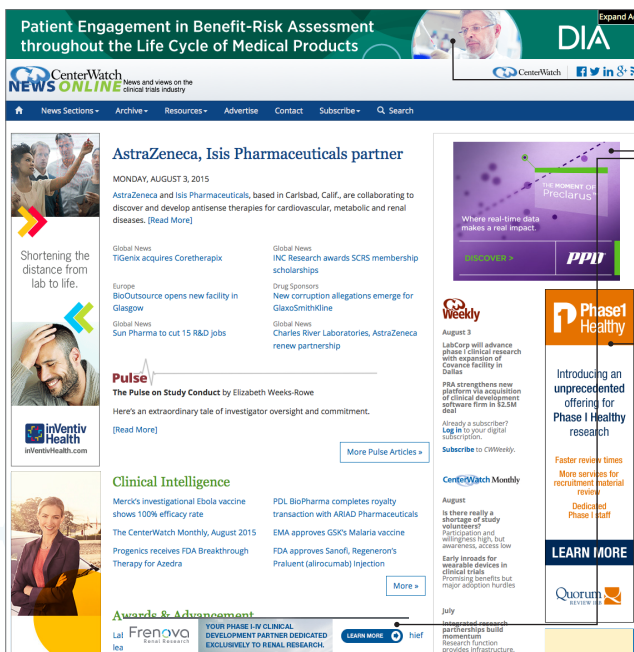 Patient Engagement in Benefit-Risk Assessment
throughout the Life Cycle of Medical Products
DIA
Expand A
CenterWatch
NEWS ONLINE
News and views on the
clinical trials industry
CenterWatch
News Sections
Archive
Resources
Advertise
Contact
Subscribe
Search
Shortening the
distance from
lab to life.
inVentiv
Health
inVentivHealth.com
AstraZeneca, Isis Pharmaceuticals partner
MONDAY, AUGUST 3, 2015
AstraZeneca and Isis Pharmaceuticals, based in Carlsbad, Calif., are collaborating to
discover and develop antisense therapies for cardiovascular, metabolic and renal
diseases. [Read More]
Global News
TiGenix acquires Coretherapix
Europe
BioOutsource opens new facility in
Glasgow
Global News
Sun Pharma to cut 15 R&D jobs
Global News
INC Research awards SCRS membership
scholarships
Drug Sponsors
New corruption allegations emerge for
GlaxoSmithKline
Global News
Charles River Laboratories, AstraZeneca
renew partnership
Pulse
The Pulse on Study Conduct by Elizabeth Weeks-Rowe
Here's an extraordinary tale of investigator oversight and commitment.
[Read More]
More Pulse Articles »
Clinical Intelligence
Merck's investigational Ebola vaccine
shows 100% efficacy rate
The CenterWatch Monthly, August 2015
Progenics receives FDA Breakthrough
Therapy for Azedra
PDL BioPharma completes royalty
transaction with ARIAD Pharmaceuticals
EMA approves GSK's Malaria vaccine
FDA approves Sanofi, Regeneron's
Praluent (alirocumab) Injection
More »
Awards & Advancement
Lal
lea
hief
Frenova
Renal Research
YOUR PHASE I-IV CLINICAL
DEVELOPMENT PARTNER DEDICATED
EXCLUSIVELY TO RENAL RESEARCH.
LEARN MORE
THE MOMENT OF
Preclarus
Where real-time data
makes a real impact.
DISCOVER >
PPD
Weekly
August 3
LabCorp will advance
phase I clinical research
with expansion of
Covance facility in
Dallas
PRA strengthens new
platform via acquisition
of clinical development
software firm in $2.5M
deal
Already a subscriber?
Log in to your digital
subscription.
Subscribe to CWWeekly.
CenterWatch Monthly
August
Is there really a
shortage of study
volunteers?
Participation and
willingness high, but
awareness, access low
Early inroads for
wearable devices in
clinical trials
Promising benefits but
major adoption hurdles
July
Integrated research
partnerships build
momentum
Research function
provides infrastructure,
Phase1
Healthy
Introducing an
unprecedented
offering for
Phase I Healthy
research
Faster review times
More services for
recruitment material
review
Dedicated
Phase I staff
LEARN MORE
Quorum
REVIEW IRB